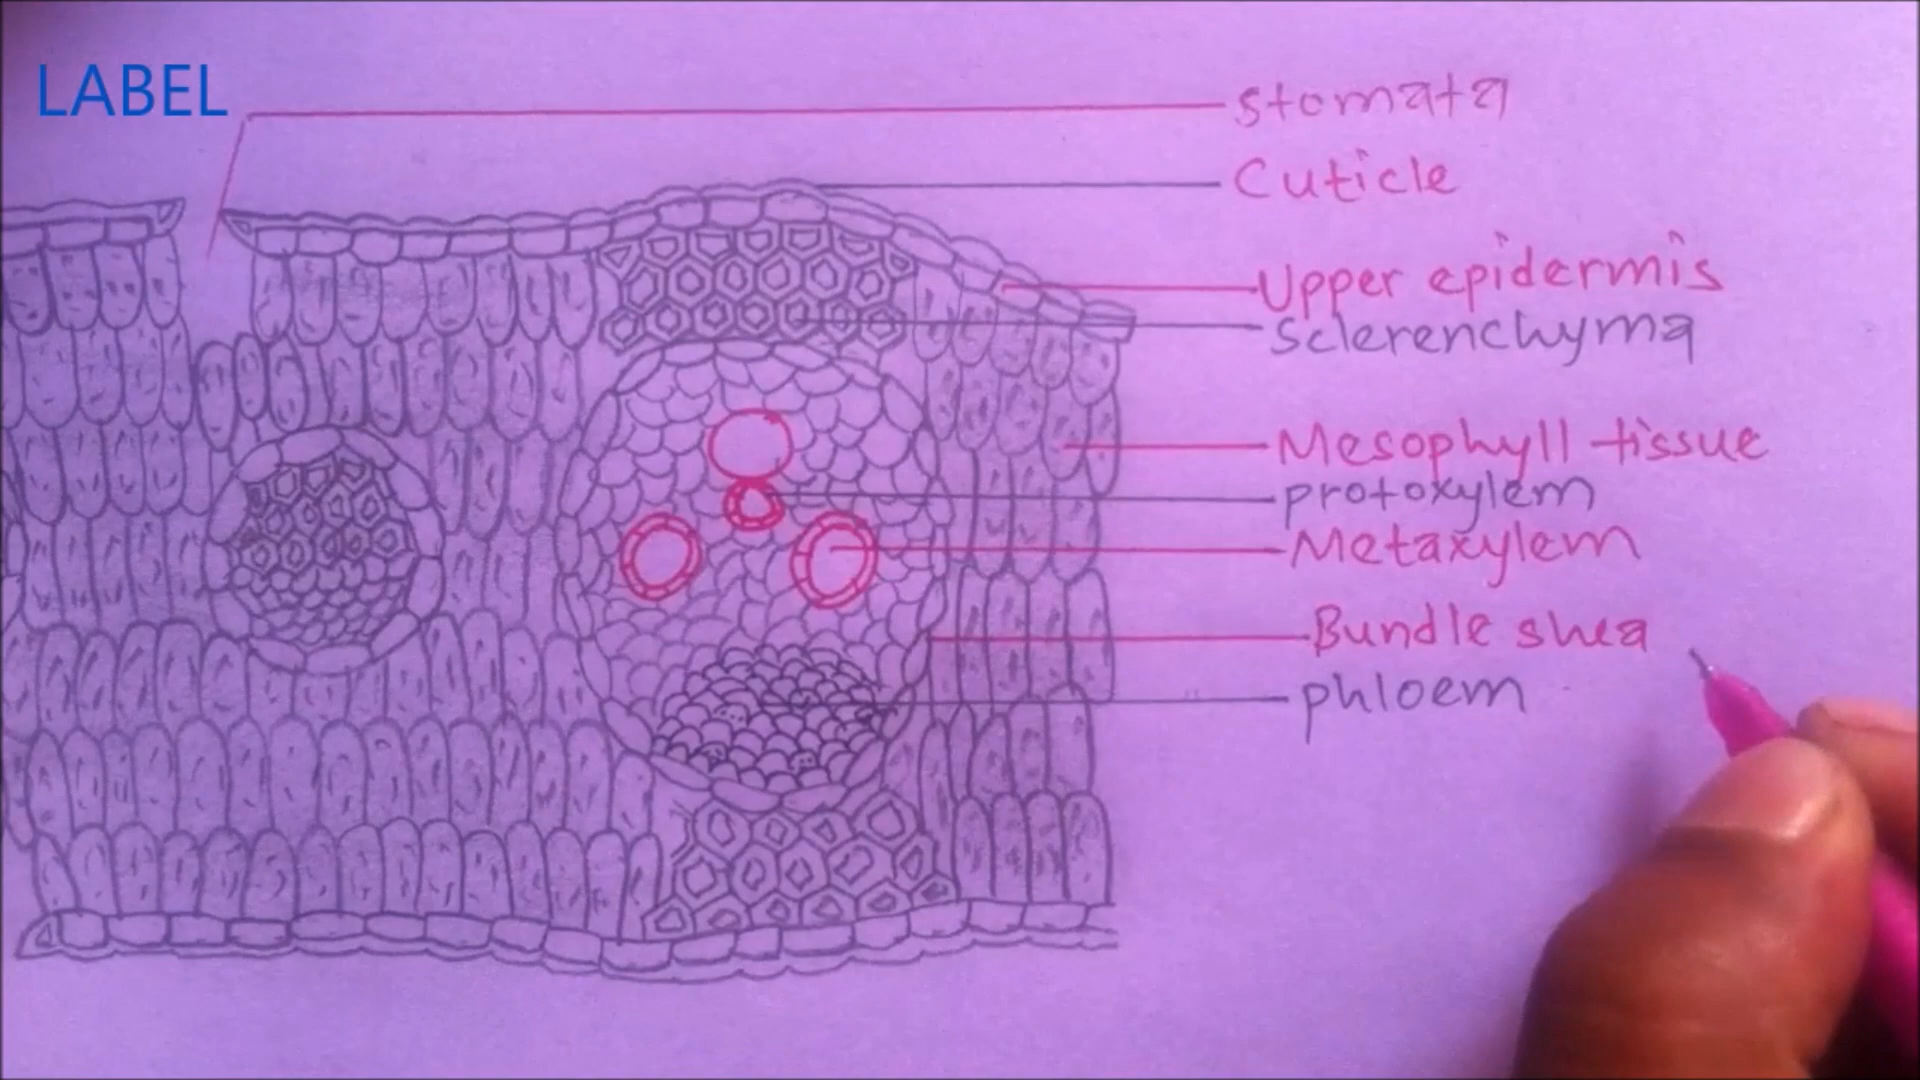 LABEL
stomata
Cuticle
Upper epidermis
Sclerenchyma
Mesophyll tissue
protoxylem
Metaxylem
Bundle shea
phloem